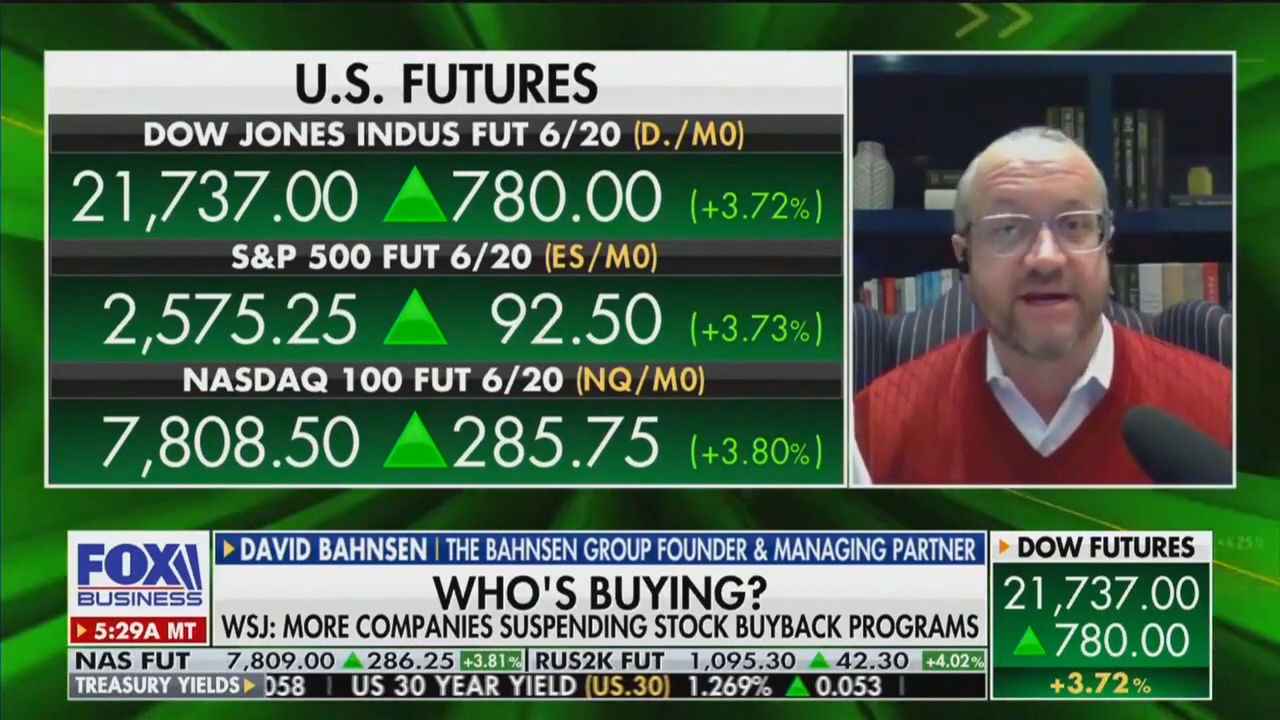 U.S. FUTURES
DOW JONES INDUS FUT 6/20 (D./M0)
21,737.00 ▲ 780.00 (+3.72%)
S&P 500 FUT 6/20 (ES/M0)
2,575.25 ▲ 92.50 (+3.73%)
NASDAQ 100 FUT 6/20 (NQ/M0)
7,808.50 ▲ 285.75 (+3.80%)
FOX
BUSINESS
5:29A MT
DAVID BAHNSEN | THE BAHNSEN GROUP FOUNDER & MANAGING PARTNER
WHO'S BUYING?
WSJ: MORE COMPANIES SUSPENDING STOCK BUYBACK PROGRAMS
DOW FUTURES
21,737.00
▲ 780.00
+3.72%
NAS FUT 7,809.00 ▲ 286.25 +3.81% RUS2K FUT 1,095.30 ▲ 42.30 +4.02%
TREASURY YIELDS 058 | US 30 YEAR YIELD (US.30) 1.269% ▲ 0.053 |